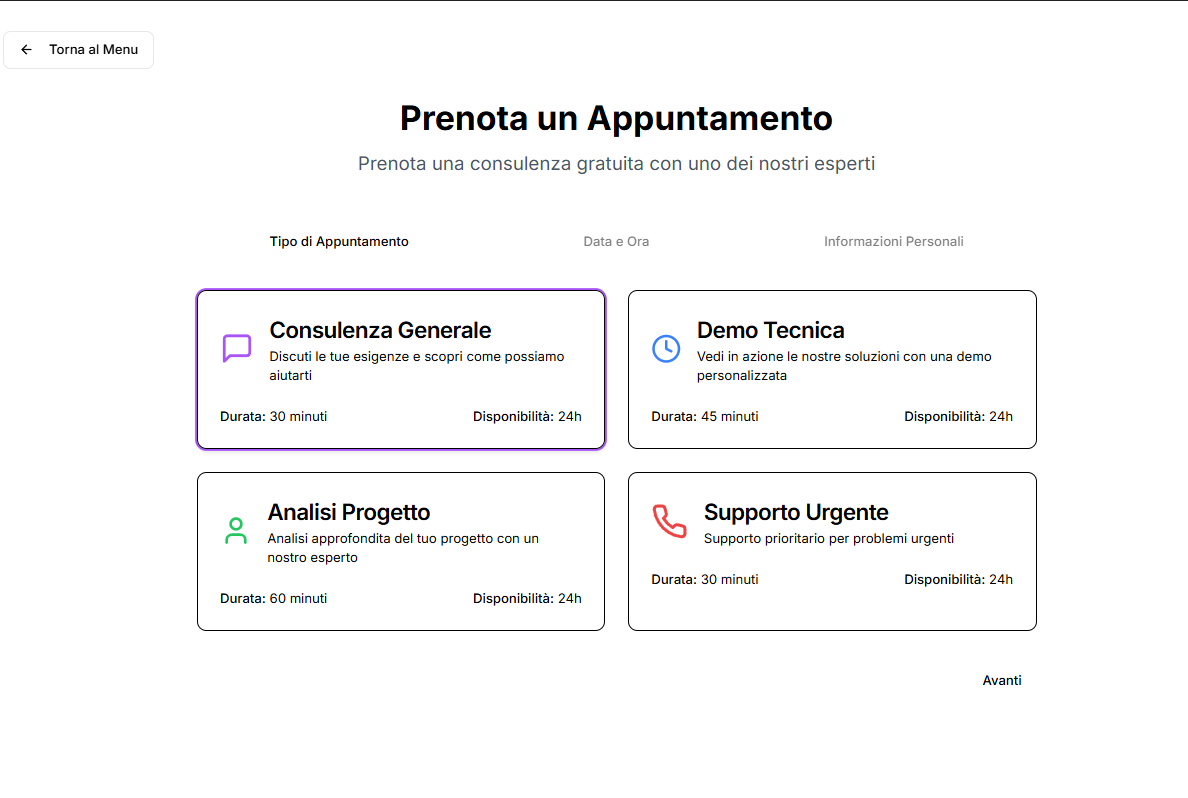 Torna al Menu
Prenota un Appuntamento
Prenota una consulenza gratuita con uno dei nostri esperti
Tipo di Appuntamento
Data e Ora
Informazioni Personali
Consulenza Generale
Discuti le tue esigenze e scopri come possiamo
aiutarti
Durata: 30 minuti
Disponibilità: 24h
Demo Tecnica
Vedi in azione le nostre soluzioni con una demo
personalizzata
Durata: 45 minuti
Disponibilità: 24h
Analisi Progetto
Analisi approfondita del tuo progetto con un
nostro esperto
Durata: 60 minuti
Disponibilità: 24h
Supporto Urgente
Supporto prioritario per problemi urgenti
Durata: 30 minuti
Disponibilità: 24h
Avanti